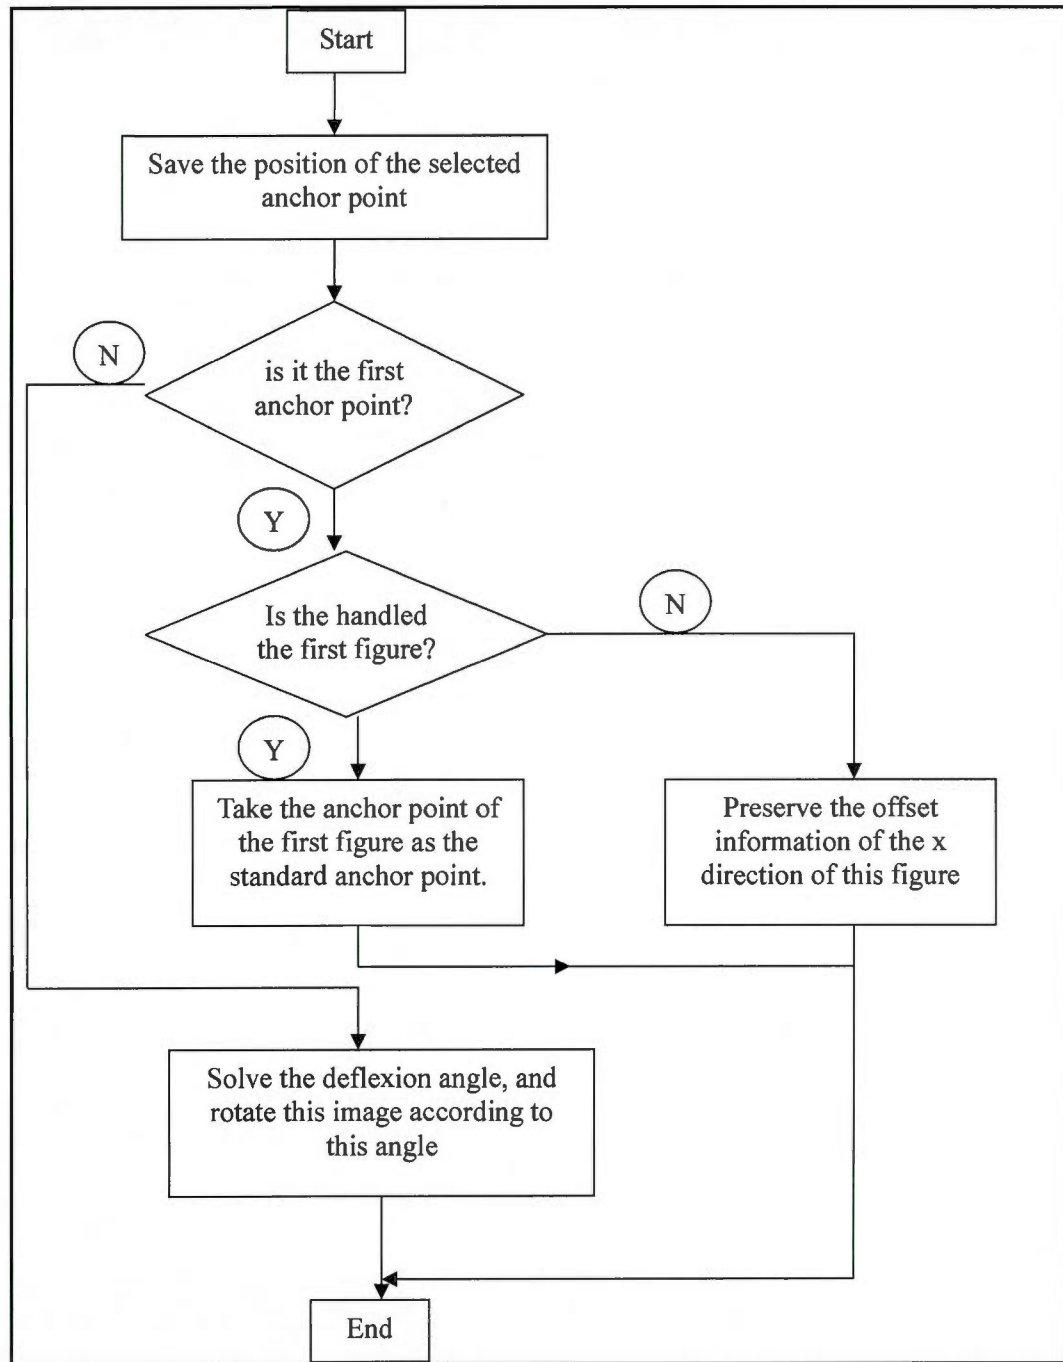 Start
Save the position of the selected
anchor point
N
is it the first
anchor point?
Y
Is the handled
the first figure?
N
Y
Take the anchor point of
the first figure as the
standard anchor point.
Preserve the offset
information of the x
direction of this figure
Solve the deflexion angle, and
rotate this image according to
this angle
End